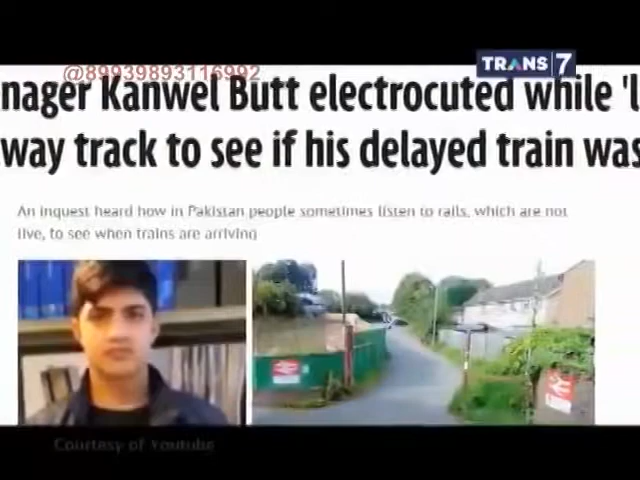 @89939893116992
TRANS7
nager Kanwel Butt electrocuted while 'l
way track to see if his delayed train was
An inquest heard how in Pakistan people sometimes listen to rails, which are not
live, to see when trains are arriving
Courtesy of Youtube